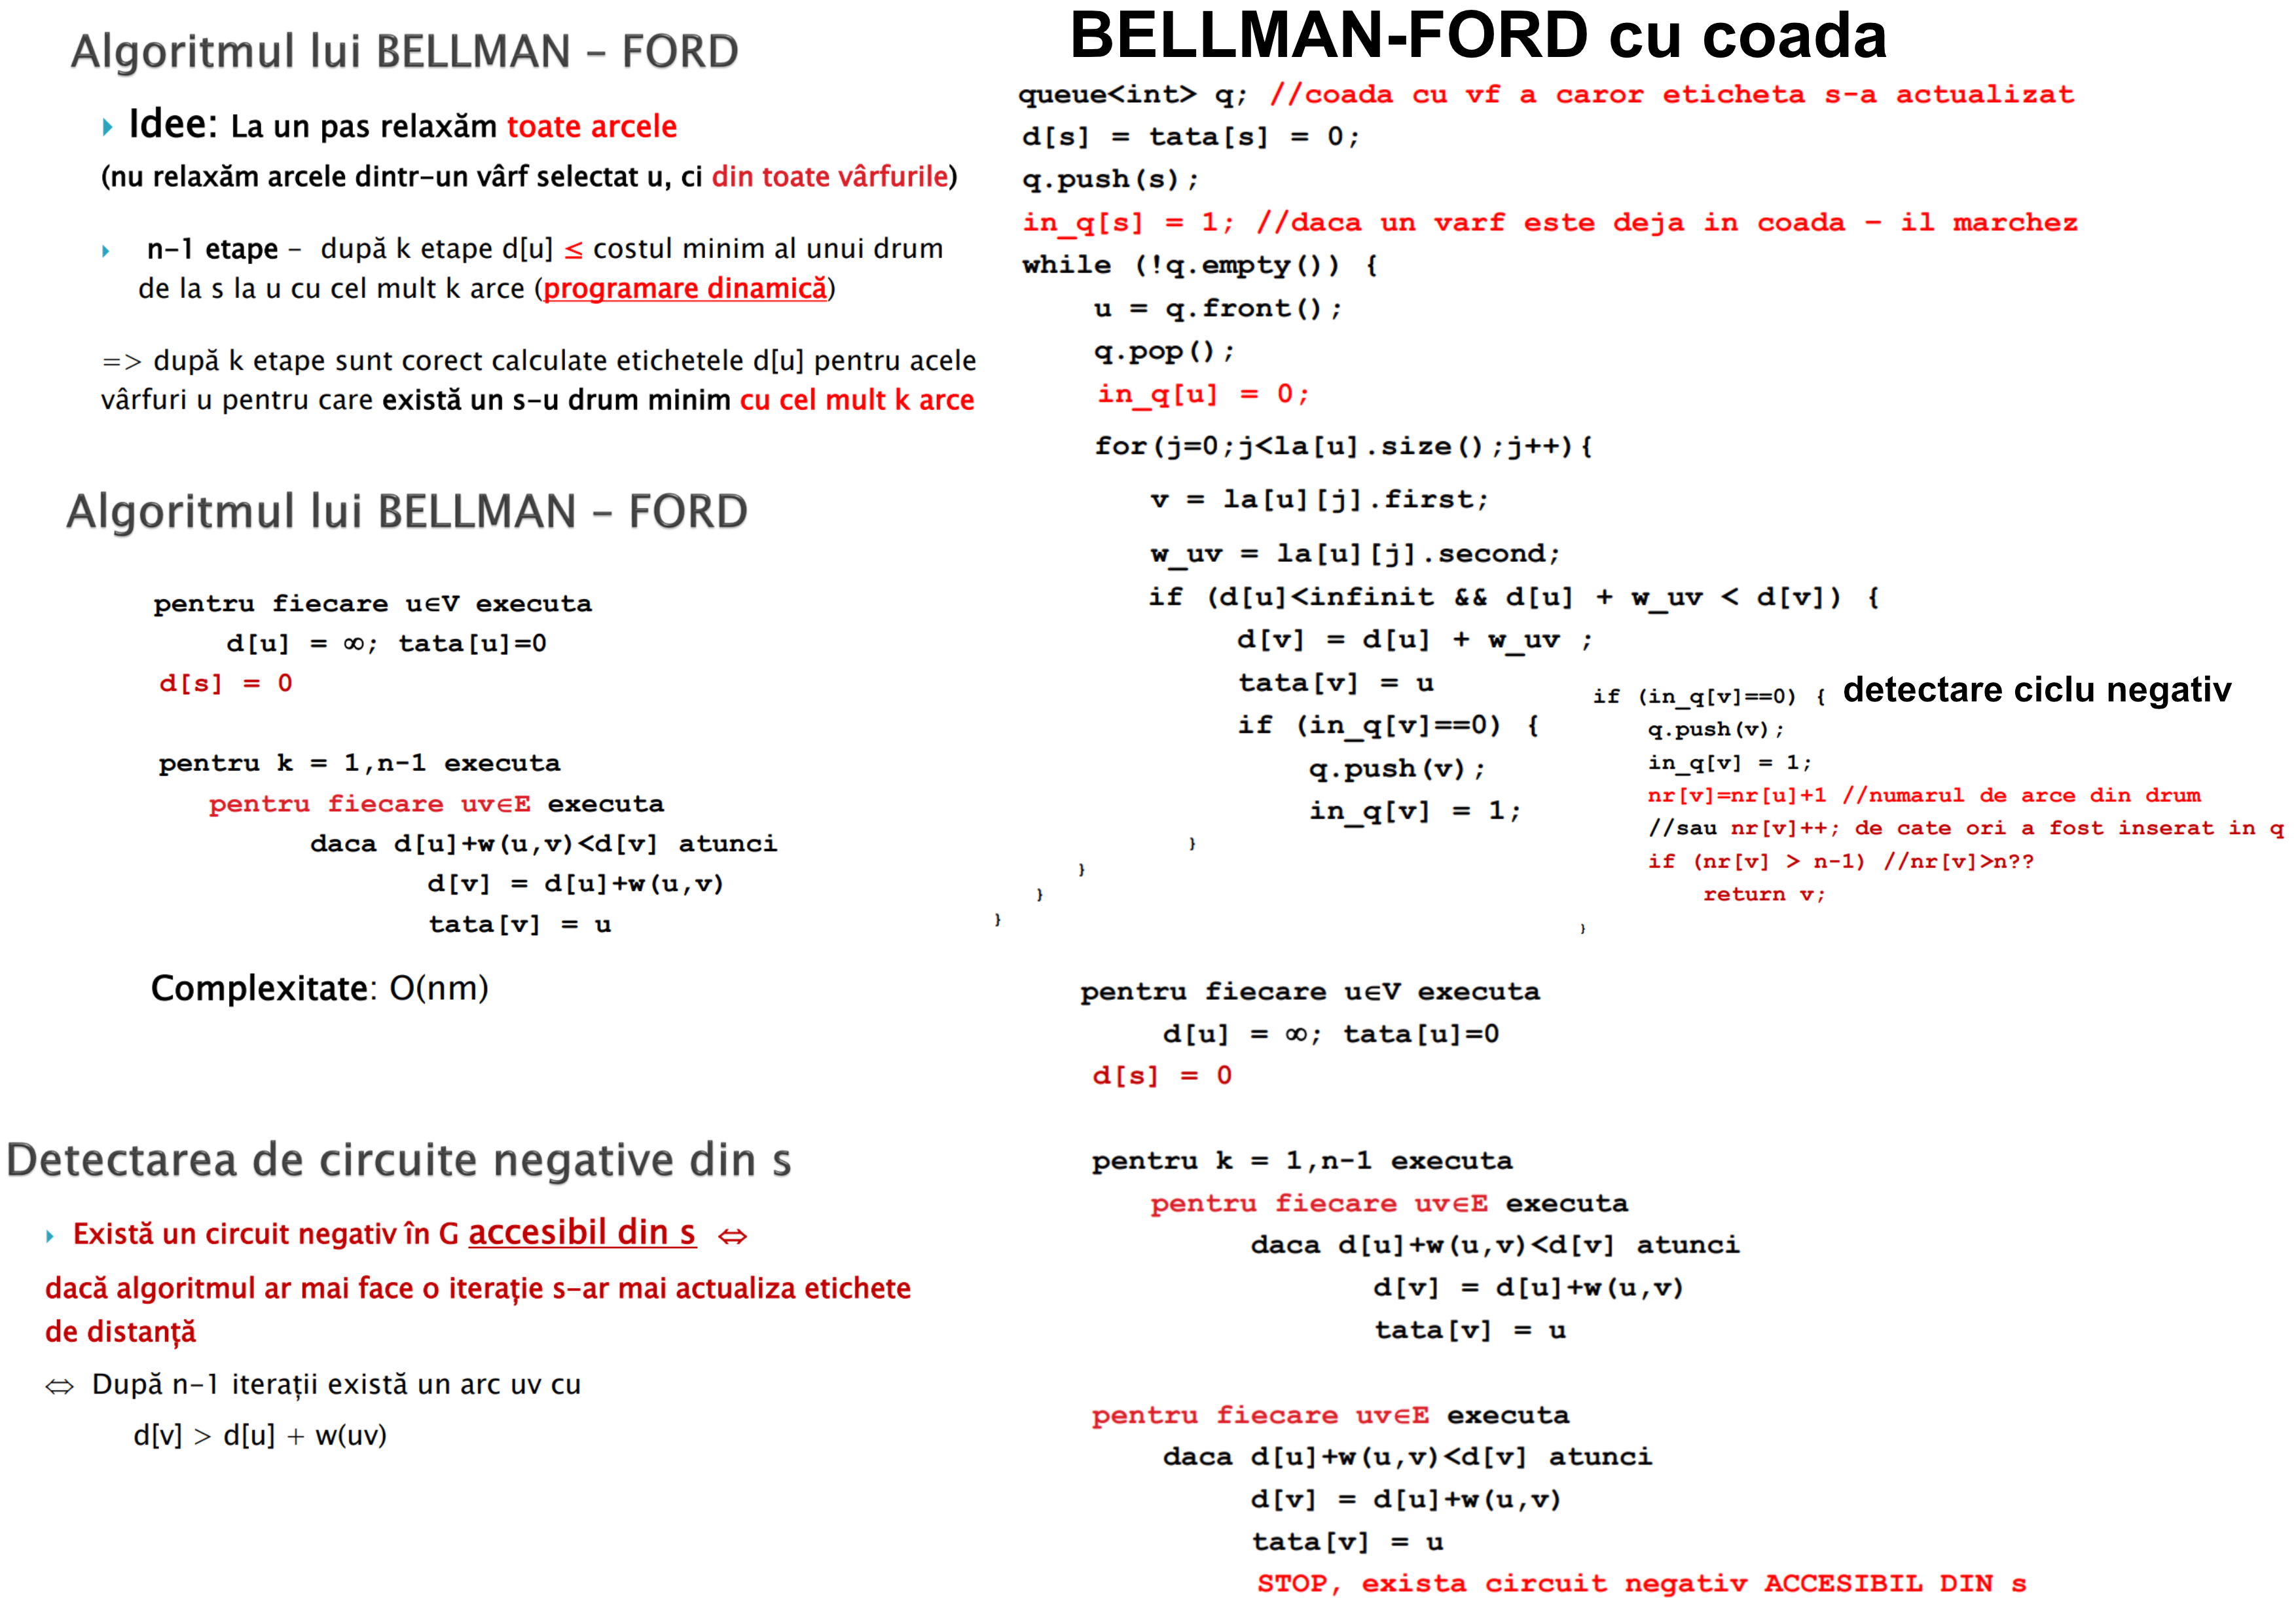 Algoritmul lui BELLMAN – FORD
Idee: La un pas relaxăm toate arcele
(nu relaxăm arcele dintr-un vârf selectat u, ci din toate vârfurile)
n-1 etape – după k etape d[u] ≤ costul minim al unui drum
de la s la u cu cel mult k arce (programare dinamică)
=> după k etape sunt corect calculate etichetele d[u] pentru acele
vârfuri u pentru care există un s-u drum minim cu cel mult k arce
Algoritmul lui BELLMAN – FORD
pentru fiecare u∈V executa
d[u] = ∞; tata[u]=0
d[s] = 0
pentru k = 1,n-1 executa
pentru fiecare uv∈E executa
daca d[u]+w(u,v)<d[v] atunci
d[v] = d[u]+w(u,v)
tata[v] = u
Complexitate: O(nm)
Detectarea de circuite negative din s
Există un circuit negativ în G accesibil din s ⇔
dacă algoritmul ar mai face o iterație s-ar mai actualiza etichete
de distanță
⇔ După n-1 iterații există un arc uv cu
d[v] > d[u] + w(uv)
BELLMAN-FORD cu coada
queue<int> q; //coada cu vf a caror eticheta s-a actualizat
d[s] = tata[s] = 0;
q.push(s);
in_q[s] = 1; //daca un varf este deja in coada – il marchez
while (!q.empty()) {
u = q.front();
q.pop();
in_q[u] = 0;
for(j=0;j<la[u].size();j++){
v = la[u][j].first;
w_uv = la[u][j].second;
if (d[u]<infinit && d[u] + w_uv < d[v]) {
d[v] = d[u] + w_uv ;
tata[v] = u
if (in_q[v]==0) {
q.push(v);
in_q[v] = 1;
}
}
}
}
if (in_q[v]==0) { detectare ciclu negativ
q.push(v);
in_q[v] = 1;
nr[v]=nr[u]+1 //numarul de arce din drum
//sau nr[v]++; de cate ori a fost inserat in q
if (nr[v] > n-1) //nr[v]>n??
return v;
}
pentru fiecare u∈V executa
d[u] = ∞; tata[u]=0
d[s] = 0
pentru k = 1,n-1 executa
pentru fiecare uv∈E executa
daca d[u]+w(u,v)<d[v] atunci
d[v] = d[u]+w(u,v)
tata[v] = u
pentru fiecare uv∈E executa
daca d[u]+w(u,v)<d[v] atunci
d[v] = d[u]+w(u,v)
tata[v] = u
STOP, exista circuit negativ ACCESIBIL DIN s